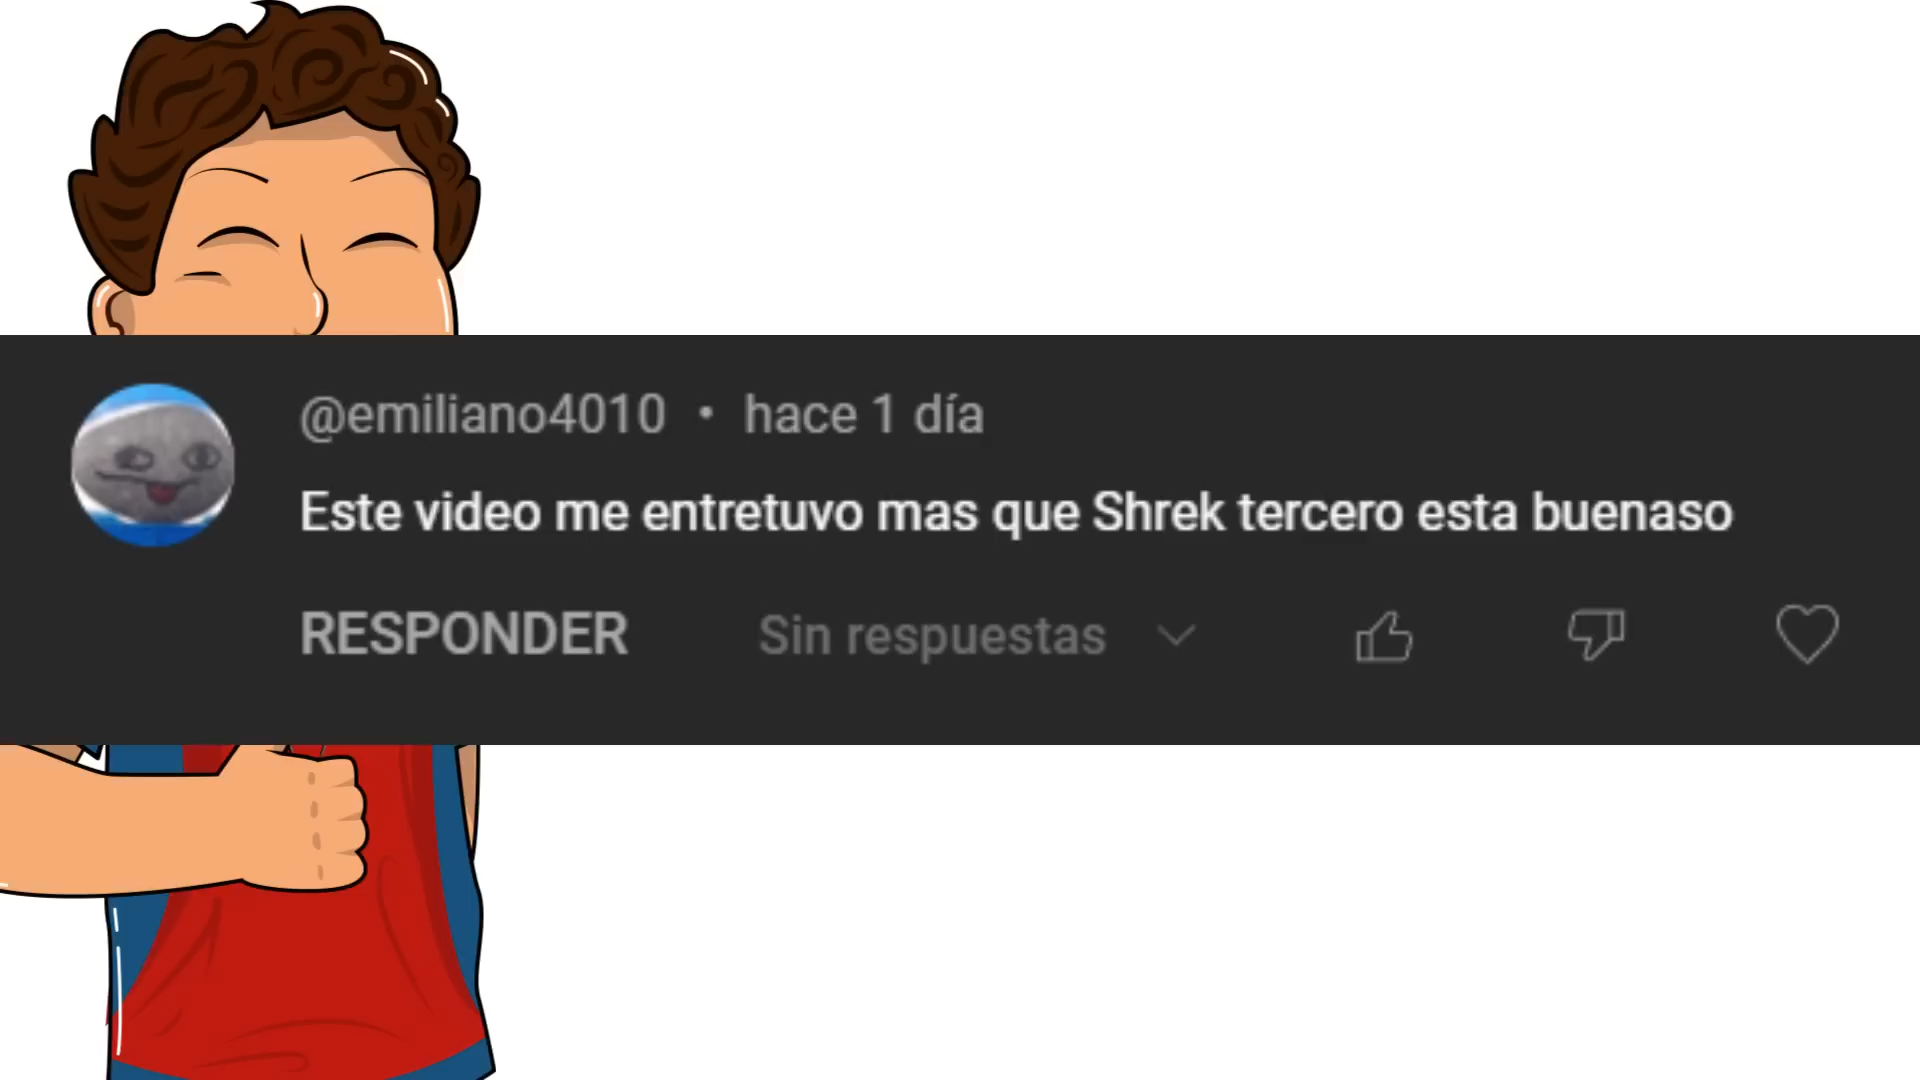 @emiliano4010 • hace 1 día
Este video me entretuvo mas que Shrek tercero esta buenaso
RESPONDER Sin respuestas